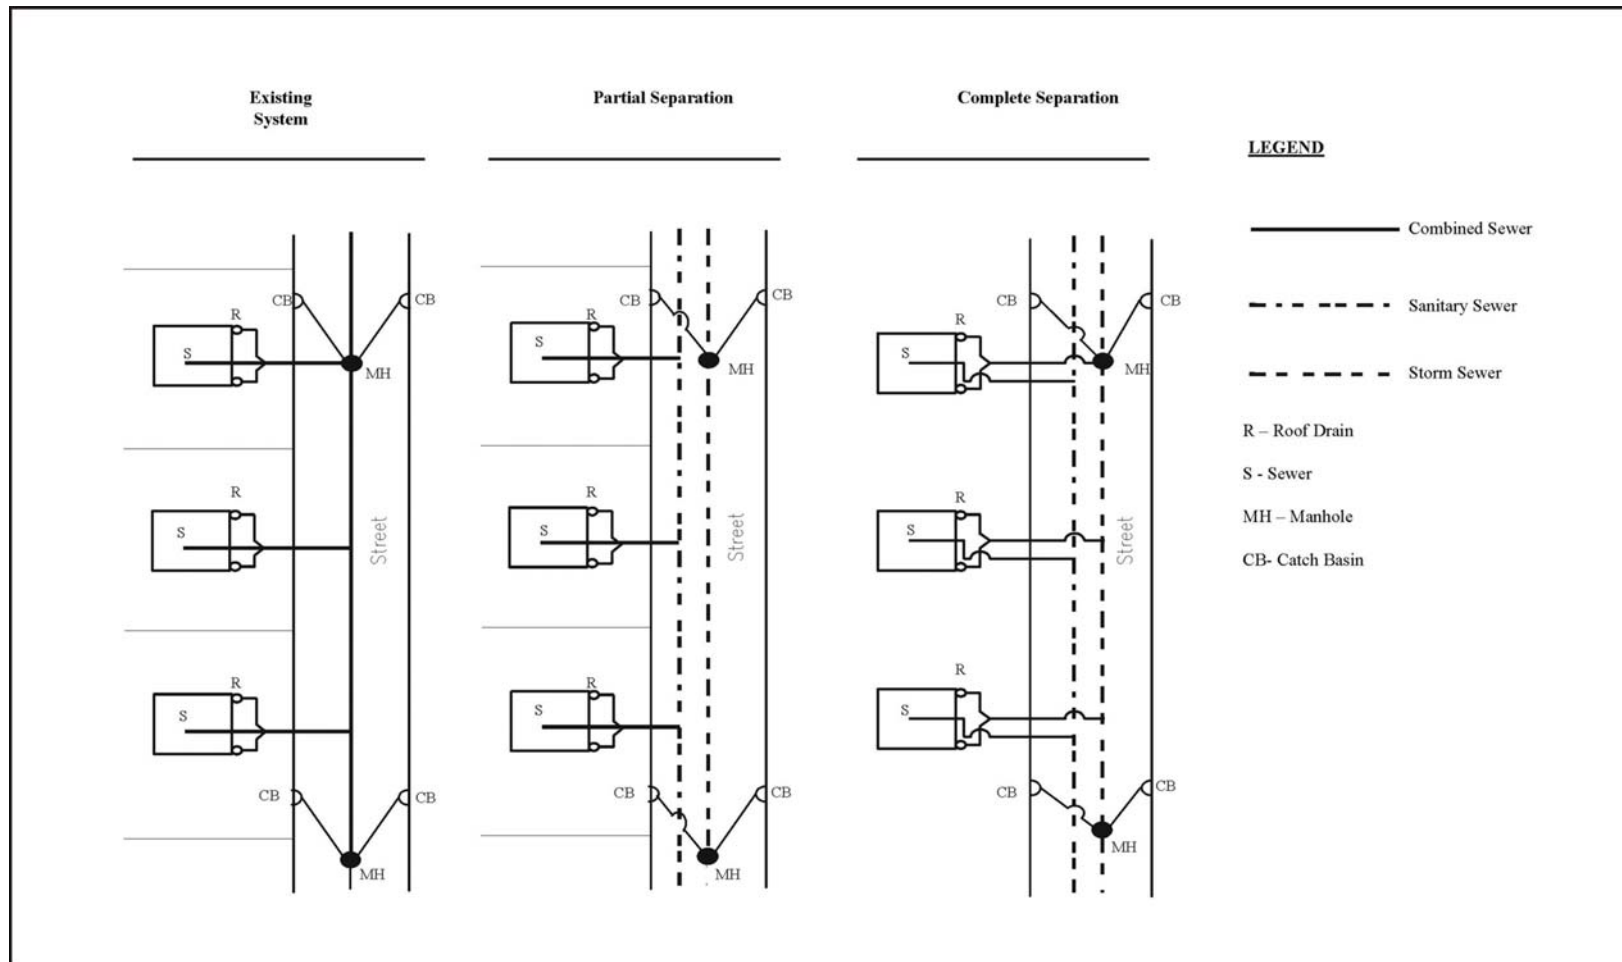 Existing
System
Partial Separation
Complete Separation
LEGEND
Combined Sewer
Sanitary Sewer
Storm Sewer
R – Roof Drain
S - Sewer
MH – Manhole
CB- Catch Basin
CB
CB
R
S
MH
R
S
Street
R
S
CB
CB
MH
CB
CB
R
S
MH
R
S
Street
R
S
CB
CB
MH
CB
CB
R
S
MH
R
S
Street
R
S
CB
CB
MH